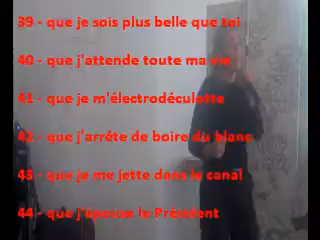 39 - que je sois plus belle que toi
40 - que j'attende toute ma vie
41 - que je m'électrodéculotte
42 - que j'arrête de boire du blanc
43 - que je me jette dans le canal
44 - que j'épouse le Président